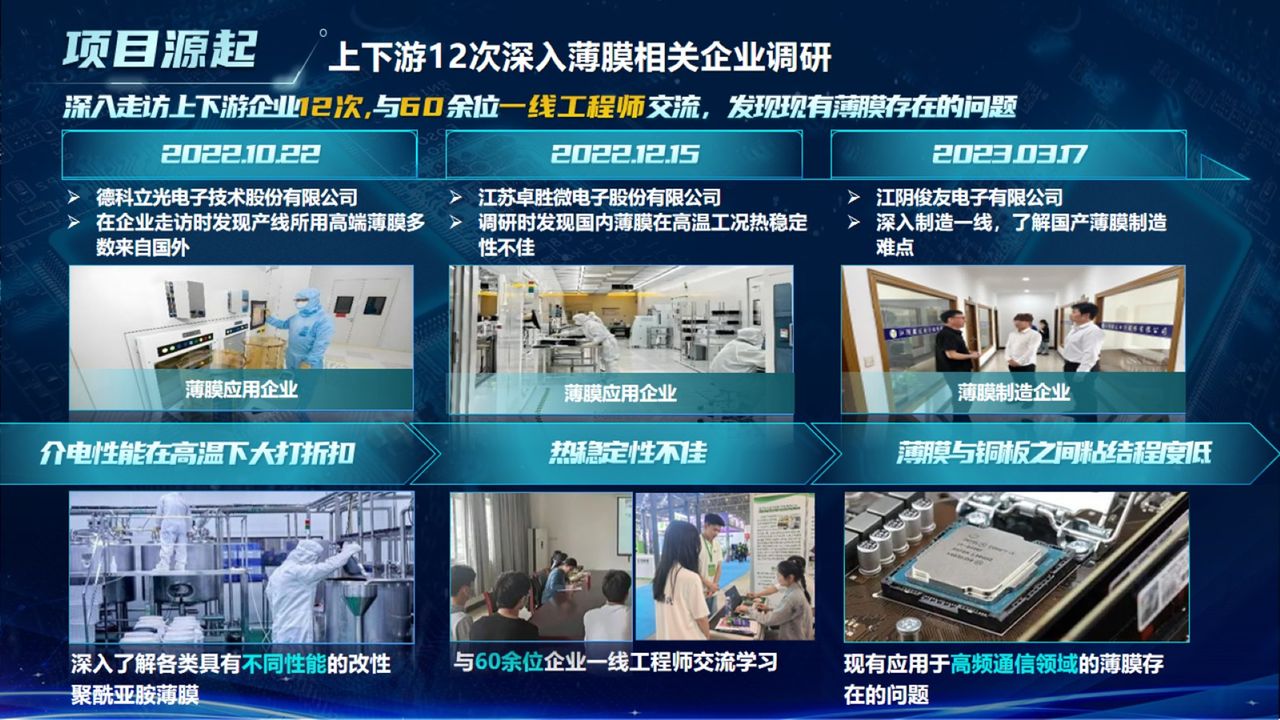 项目源起
上下游12次深入薄膜相关企业调研
深入走访上下游企业12次,与60余位一线工程师交流，发现现有薄膜存在的问题
2022.10.22
2022.12.15
2023.03.17
德科立光电子技术股份有限公司
在企业走访时发现产线所用高端薄膜多
数来自国外
江苏卓胜微电子股份有限公司
调研时发现国内薄膜在高温工况热稳定
性不佳
江阴俊友电子有限公司
深入制造一线，了解国产薄膜制造
难点
薄膜应用企业
薄膜应用企业
薄膜制造企业
介电性能在高温下大打折扣
热稳定性不佳
薄膜与铜板之间粘结程度低
深入了解各类具有不同性能的改性
聚酰亚胺薄膜
与60余位企业一线工程师交流学习
现有应用于高频通信领域的薄膜存
在的问题